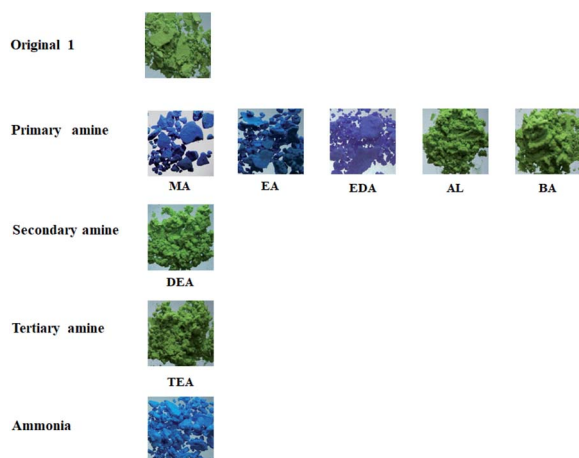 Original 1
Primary amine
MA EA EDA AL BA
Secondary amine
DEA
Tertiary amine
TEA
Ammonia